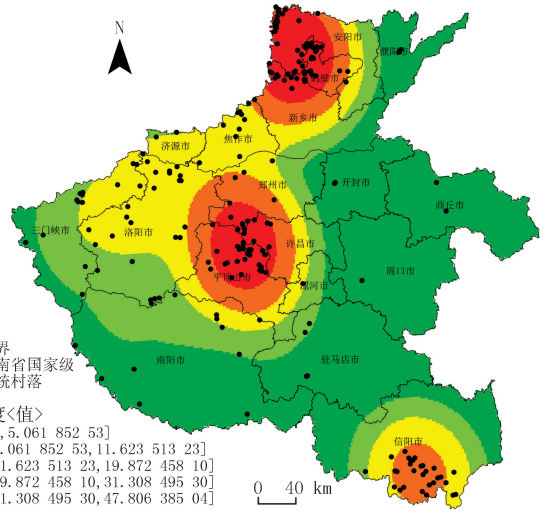 N
安阳市
濮阳市
鹤壁市
新乡市
焦作市
济源市
郑州市
开封市
商丘市
三门峡市
洛阳市
许昌市
平顶山市
漯河市
周口市
南阳市
驻马店市
信阳市
界
南省国家级
统村落
度<值>
,5.061 852 53]
.061 852 53,11.623 513 23]
1.623 513 23,19.872 458 10]
9.872 458 10,31.308 495 30]
1.308 495 30,47.806 385 04]
0 40 km